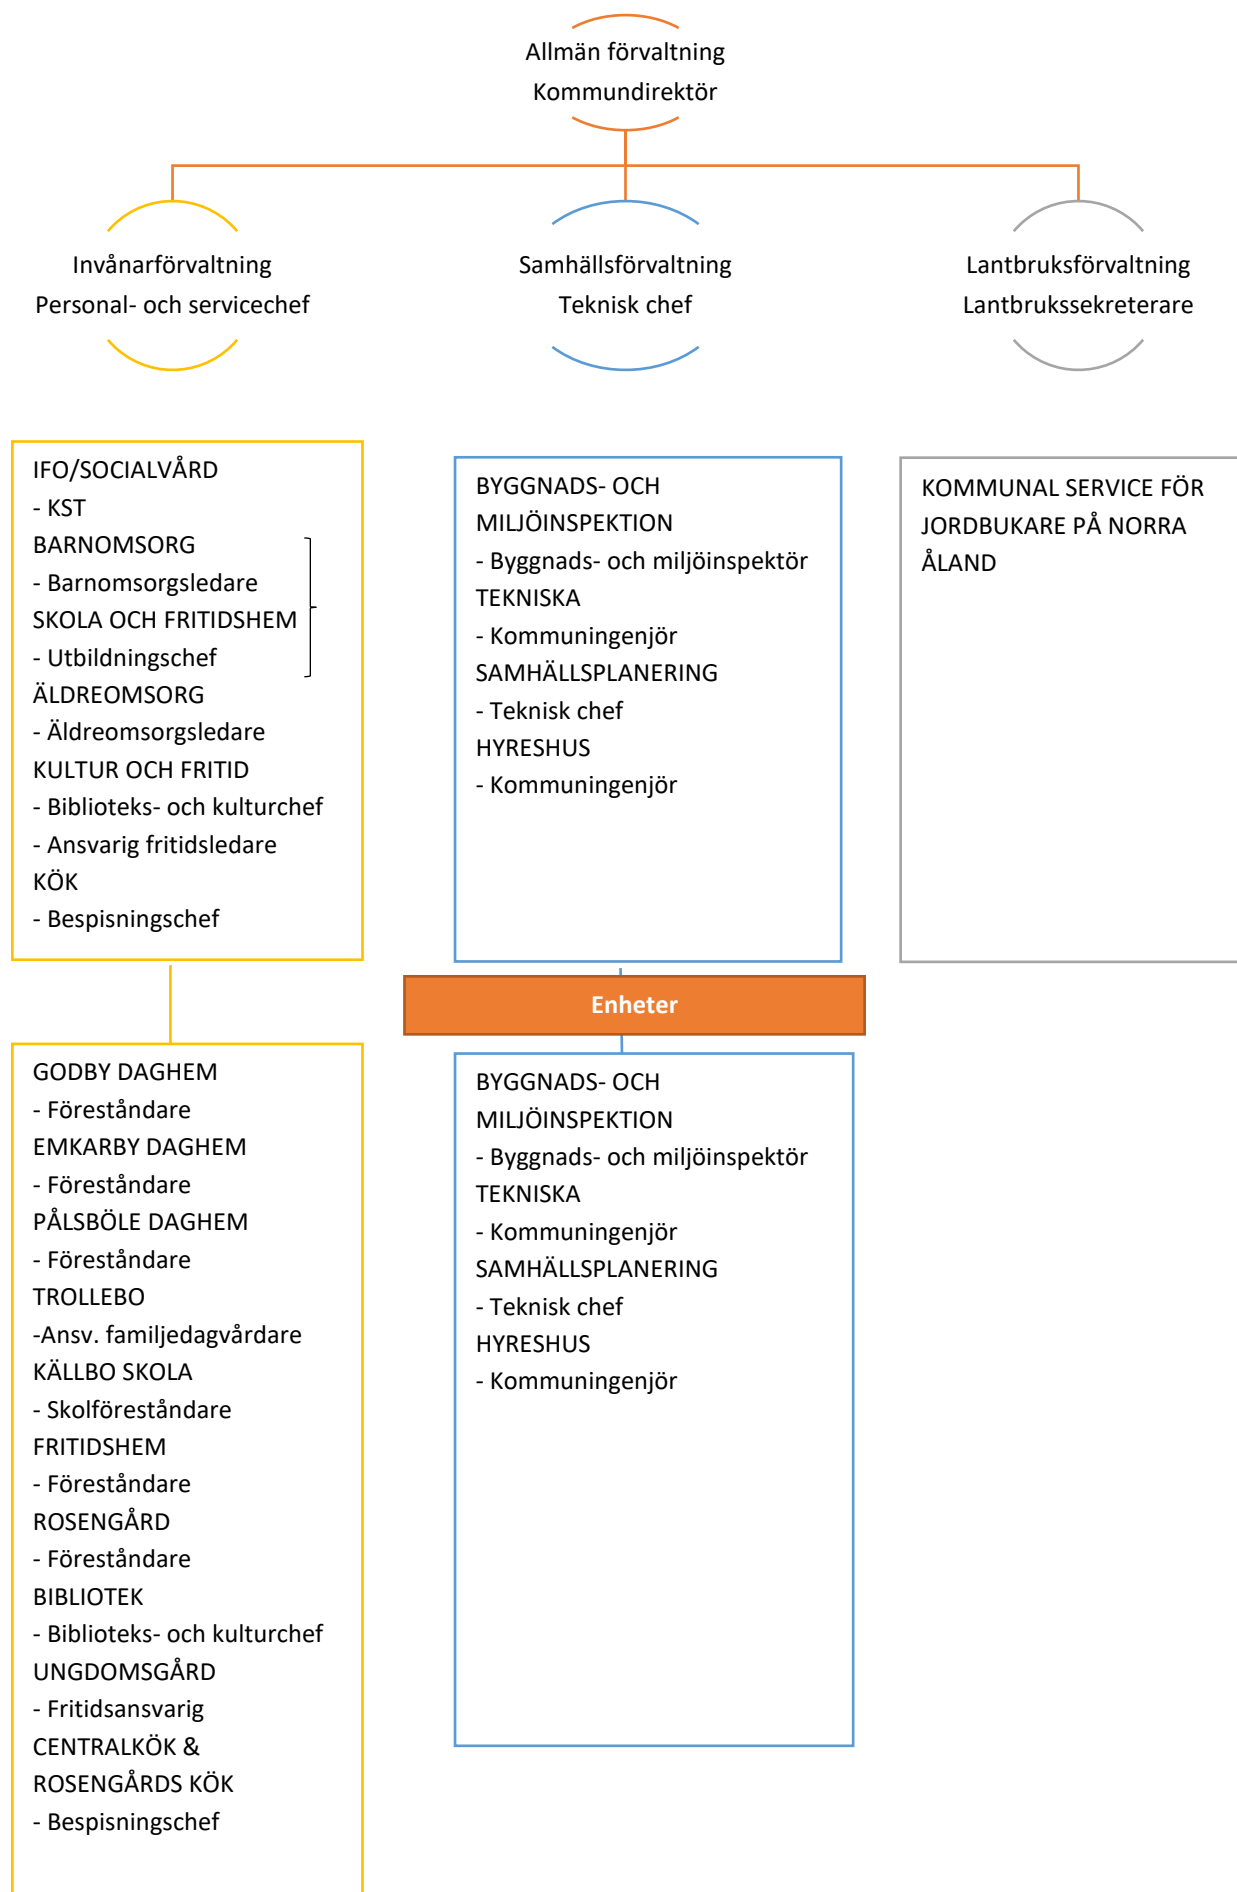 Allmän förvaltning
Kommundirektör
Invånarförvaltning
Personal- och servicechef
Samhällsförvaltning
Teknisk chef
Lantbruksförvaltning
Lantbrukssekreterare
IFO/SOCIALVÅRD
- KST
BARNOMSORG
- Barnomsorgsledare
SKOLA OCH FRITIDSHEM
- Utbildningschef
ÄLDREOMSORG
- Äldreomsorgsledare
KULTUR OCH FRITID
- Biblioteks- och kulturchef
- Ansvarig fritidsledare
KÖK
- Bespisningschef
BYGGNADS- OCH
MILJÖINSPEKTION
- Byggnads- och miljöinspektör
TEKNISKA
- Kommuningenjör
SAMHÄLLSPLANERING
- Teknisk chef
HYRESHUS
- Kommuningenjör
KOMMUNAL SERVICE FÖR
JORDBUKARE PÅ NORRA
ÅLAND
Enheter
GODBY DAGHEM
- Föreståndare
EMKARBY DAGHEM
- Föreståndare
PÅLSBÖLE DAGHEM
- Föreståndare
TROLLEBO
-Ansv. familjedagvårdare
KÄLLBO SKOLA
- Skolföreståndare
FRITIDSHEM
- Föreståndare
ROSENGÅRD
- Föreståndare
BIBLIOTEK
- Biblioteks- och kulturchef
UNGDOMSGÅRD
- Fritidsansvarig
CENTRALKÖK &
ROSENGÅRDS KÖK
- Bespisningschef
BYGGNADS- OCH
MILJÖINSPEKTION
- Byggnads- och miljöinspektör
TEKNISKA
- Kommuningenjör
SAMHÄLLSPLANERING
- Teknisk chef
HYRESHUS
- Kommuningenjör